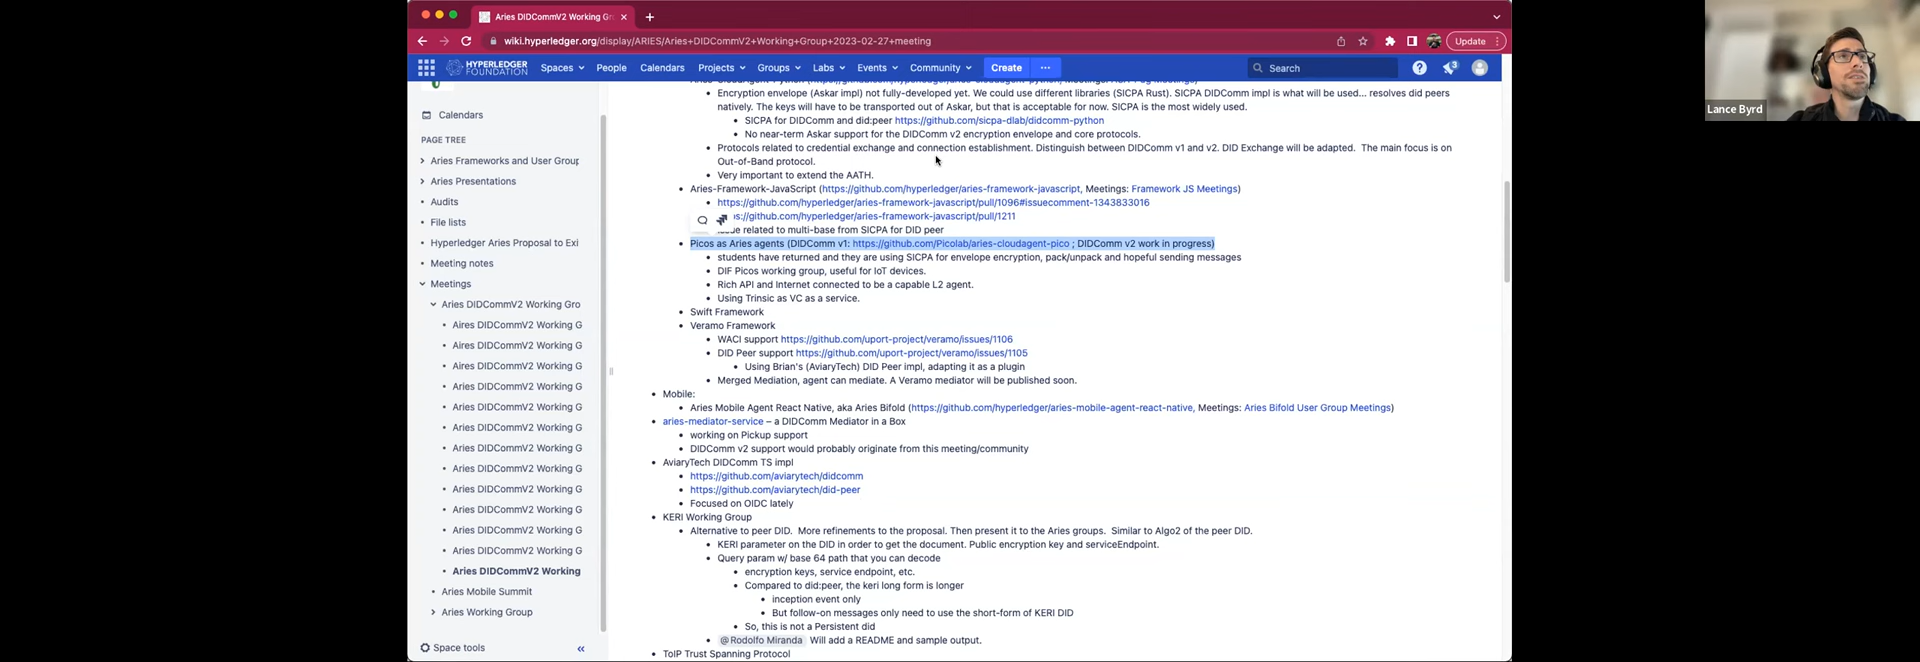 Aries DIDCommV2 Working Gr
wiki.hyperledger.org/display/ARIES/Aries+DIDCommV2+Working+Group+2023-02-27+meeting
Update
HYPERLEDGER
FOUNDATION
Spaces
People
Calendars
Projects
Groups
Labs
Events
Community
Create
Search
3
Lance Byrd
Calendars
PAGE TREE
Aries Frameworks and User Group
Aries Presentations
Audits
File lists
Hyperledger Aries Proposal to Exi
Meeting notes
Meetings
Aries DIDCommV2 Working Gro
Aires DIDCommV2 Working G
Aries DIDCommV2 Working G
Aries DIDCommV2 Working G
Aries DIDCommV2 Working G
Aries DIDCommV2 Working G
Aries DIDCommV2 Working G
Aries DIDCommV2 Working G
Aries DIDCommV2 Working G
Aries DIDCommV2 Working G
Aries DIDCommV2 Working G
Aries DIDCommV2 Working G
Aries DIDCommV2 Working G
Aries DIDCommV2 Working
Aries Mobile Summit
Aries Working Group
Space tools
Encryption envelope (Askar impl) not fully-developed yet. We could use different libraries (SICPA Rust). SICPA DIDComm impl is what will be used... resolves did peers
natively. The keys will have to be transported out of Askar, but that is acceptable for now. SICPA is the most widely used.
SICPA for DIDComm and did:peer https://github.com/sicpa-dlab/didcomm-python
No near-term Askar support for the DIDComm v2 encryption envelope and core protocols.
Protocols related to credential exchange and connection establishment. Distinguish between DIDComm v1 and v2. DID Exchange will be adapted. The main focus is on
Out-of-Band protocol.
Very important to extend the AATH.
Aries-Framework-JavaScript (https://github.com/hyperledger/aries-framework-javascript, Meetings: Framework JS Meetings)
https://github.com/hyperledger/aries-framework-javascript/pull/1096#issuecomment-1343833016
s://github.com/hyperledger/aries-framework-javascript/pull/1211
issue related to multi-base from SICPA for DID peer
Picos as Aries agents (DIDComm v1: https://github.com/Picolab/aries-cloudagent-pico ; DIDComm v2 work in progress)
students have returned and they are using SICPA for envelope encryption, pack/unpack and hopeful sending messages
DIF Picos working group, useful for IoT devices.
Rich API and Internet connected to be a capable L2 agent.
Using Trinsic as VC as a service.
Swift Framework
Veramo Framework
WACI support https://github.com/uport-project/veramo/issues/1106
DID Peer support https://github.com/uport-project/veramo/issues/1105
Using Brian's (AviaryTech) DID Peer impl, adapting it as a plugin
Merged Mediation, agent can mediate. A Veramo mediator will be published soon.
Mobile:
Aries Mobile Agent React Native, aka Aries Bifold (https://github.com/hyperledger/aries-mobile-agent-react-native, Meetings: Aries Bifold User Group Meetings)
aries-mediator-service – a DIDComm Mediator in a Box
working on Pickup support
DIDComm v2 support would probably originate from this meeting/community
AviaryTech DIDComm TS impl
https://github.com/aviarytech/didcomm
https://github.com/aviarytech/did-peer
Focused on OIDC lately
KERI Working Group
Alternative to peer DID. More refinements to the proposal. Then present it to the Aries groups. Similar to Algo2 of the peer DID.
KERI parameter on the DID in order to get the document. Public encryption key and serviceEndpoint.
Query param w/ base 64 path that you can decode
encryption keys, service endpoint, etc.
Compared to did:peer, the keri long form is longer
inception event only
But follow-on messages only need to use the short-form of KERI DID
So, this is not a Persistent did
@Rodolfo Miranda Will add a README and sample output.
ToIP Trust Spanning Protocol